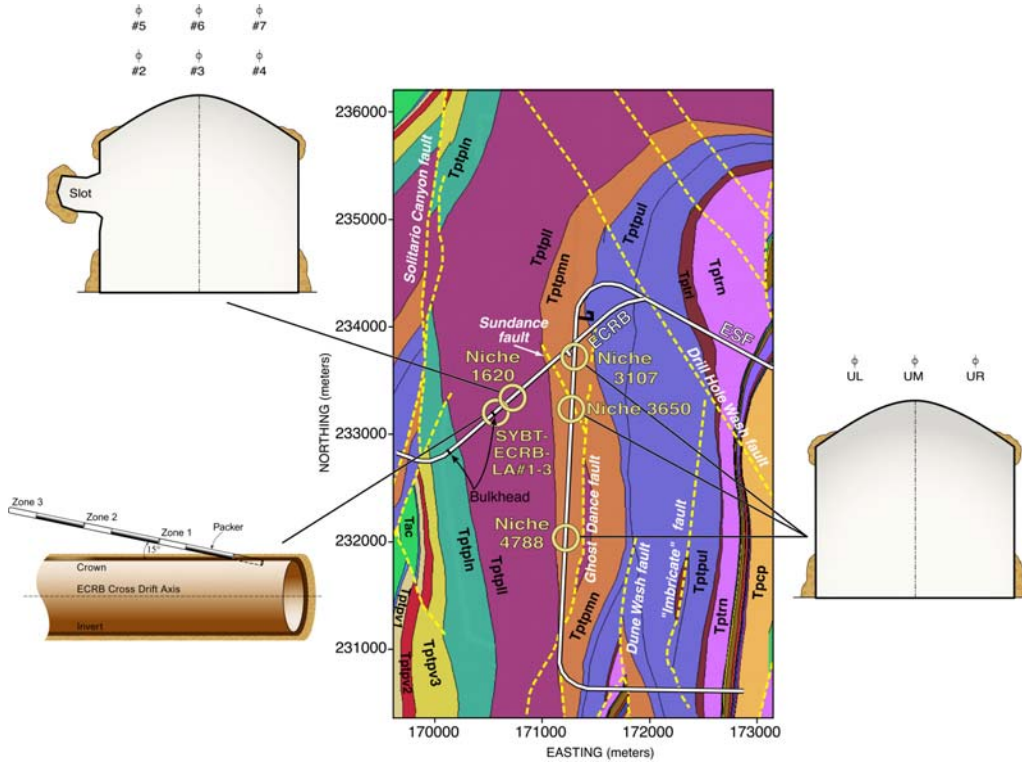 #5 #6 #7
#2 #3 #4
Slot
236000
235000
234000
233000
232000
231000
NORTHING (meters)
170000 171000 172000 173000
EASTING (meters)
Solitario Canyon fault
Tptpln
Tptpll
Tptpmn
Tptpul
Tptrl
Tptrn
ESF
ECRB
Sundance
fault
Niche
1620
Niche
3107
Niche 3650
SYBT-
ECRB-
LA#1-3
Bulkhead
Drill Hole Wash fault
Niche
4788
Ghost Dance fault
Dune Wash fault
"Imbricate" fault
Tac
Tptpv1
Tptpv2
Tptpv3
Tptpln
Tptpll
Tptpmn
Tptpul
Tptrn
Tpcp
UL UM UR
Zone 3
Zone 2
Zone 1
Packer
15°
Crown
ECRB Cross Drift Axis
Invert